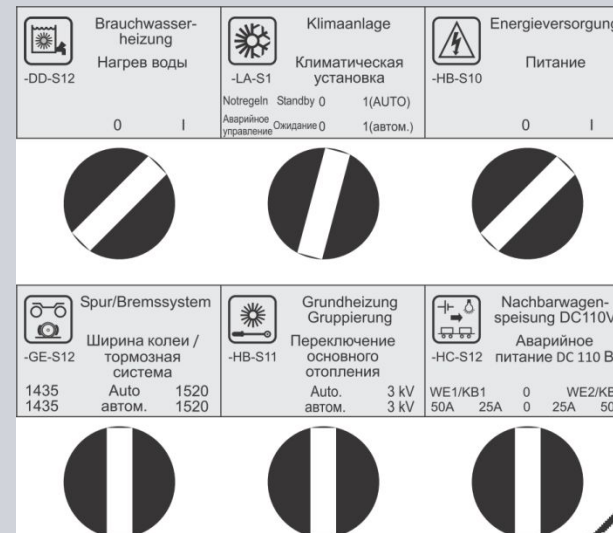 Brauchwasser-
heizung
-DD-S12
Нагрев воды
0 I
Klimaanlage
-LA-S1
Климатическая
установка
Notregeln Standby 0 1(AUTO)
Аварийное
управление Ожидание 0 1(автом.)
Energieversorgung
-HB-S10
Питание
0 I
Spur/Bremssystem
-GE-S12
Ширина колеи /
тормозная
система
1435 Auto 1520
1435 автом. 1520
Grundheizung
Gruppierung
-HB-S11
Переключение
основного
отопления
Auto. 3 kV
автом. 3 kV
Nachbarwagen-
speisung DC110V
-HC-S12
Аварийное
питание DC 110 В
WE1/KB1 0 WE2/KB
50A 25A 0 25A 50